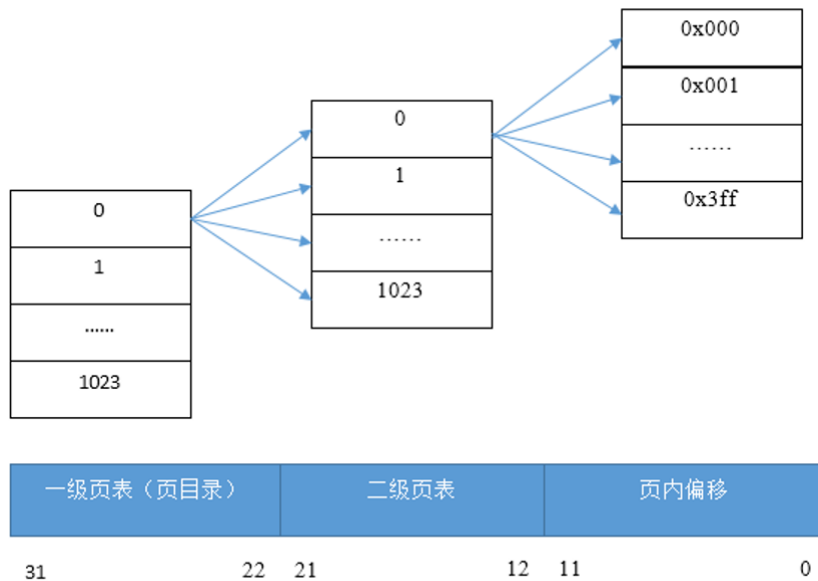 0
1
……
1023
0
1
……
1023
0x000
0x001
……
0x3ff
一级页表（页目录） 二级页表 页内偏移
31 22 21 12 11 0